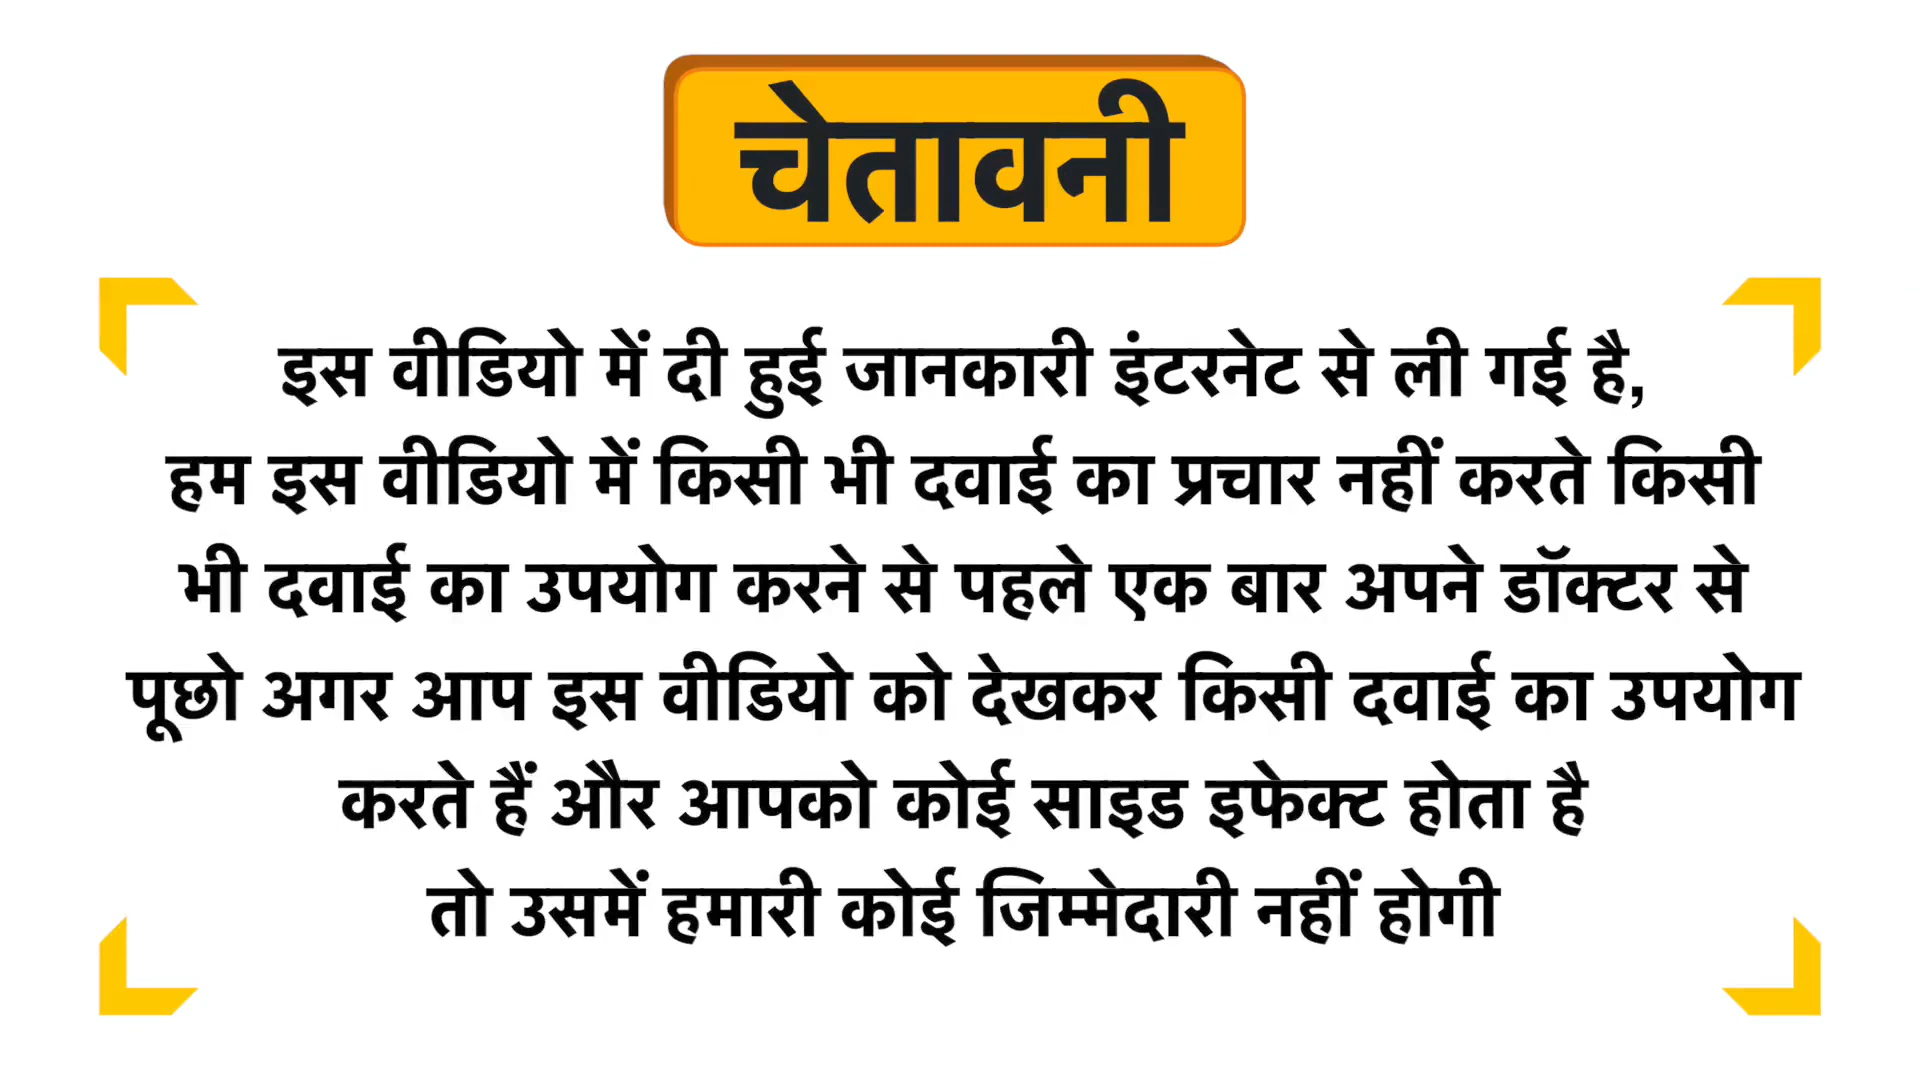 चेतावनी
इस वीडियो में दी हुई जानकारी इंटरनेट से ली गई है,
हम इस वीडियो में किसी भी दवाई का प्रचार नहीं करते किसी
भी दवाई का उपयोग करने से पहले एक बार अपने डॉक्टर से
पूछो अगर आप इस वीडियो को देखकर किसी दवाई का उपयोग
करते हैं और आपको कोई साइड इफेक्ट होता है
तो उसमें हमारी कोई जिम्मेदारी नहीं होगी